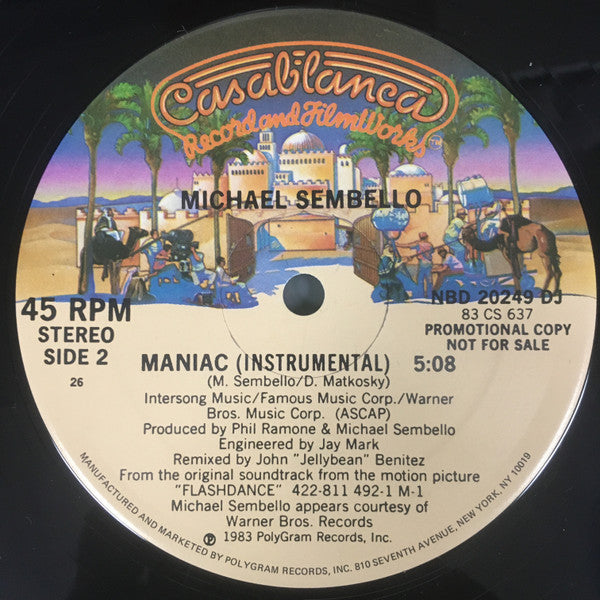 Casablanca
Record and FilmWorks™
MICHAEL SEMBELLO
45 RPM
STEREO
SIDE 2
26
NBD 20249 DJ
83 CS 637
PROMOTIONAL COPY
NOT FOR SALE
MANIAC (INSTRUMENTAL) 5:08
(M. Sembello/D. Matkosky)
Intersong Music/Famous Music Corp./Warner
Bros. Music Corp. (ASCAP)
Produced by Phil Ramone & Michael Sembello
Engineered by Jay Mark
Remixed by John "Jellybean" Benitez
From the original soundtrack from the motion picture
"FLASHDANCE" 422-811 492-1 M-1
Michael Sembello appears courtesy of
Warner Bros. Records
℗ 1983 PolyGram Records, Inc.
MANUFACTURED AND MARKETED BY POLYGRAM RECORDS, INC. 810 SEVENTH AVENUE, NEW YORK, NY 10019